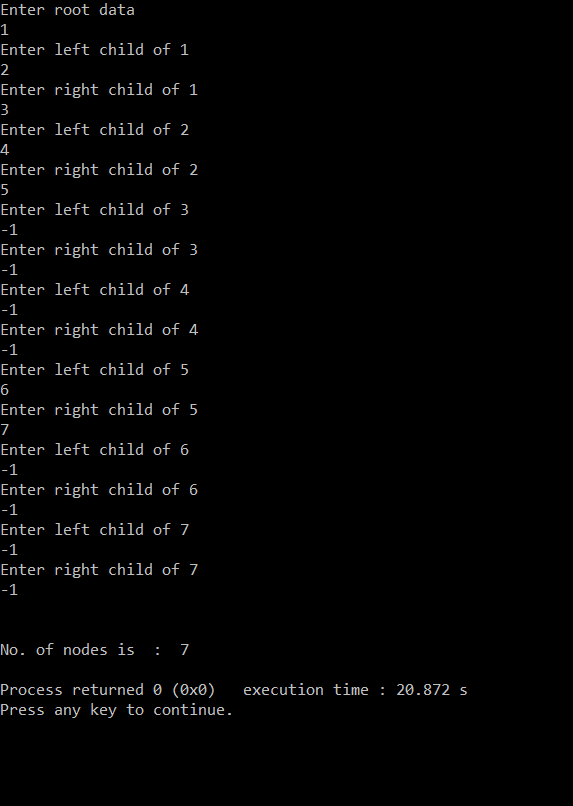 Enter root data
1
Enter left child of 1
2
Enter right child of 1
3
Enter left child of 2
4
Enter right child of 2
5
Enter left child of 3
-1
Enter right child of 3
-1
Enter left child of 4
-1
Enter right child of 4
-1
Enter left child of 5
6
Enter right child of 5
7
Enter left child of 6
-1
Enter right child of 6
-1
Enter left child of 7
-1
Enter right child of 7
-1
No. of nodes is  :  7
Process returned 0 (0x0)   execution time : 20.872 s
Press any key to continue.